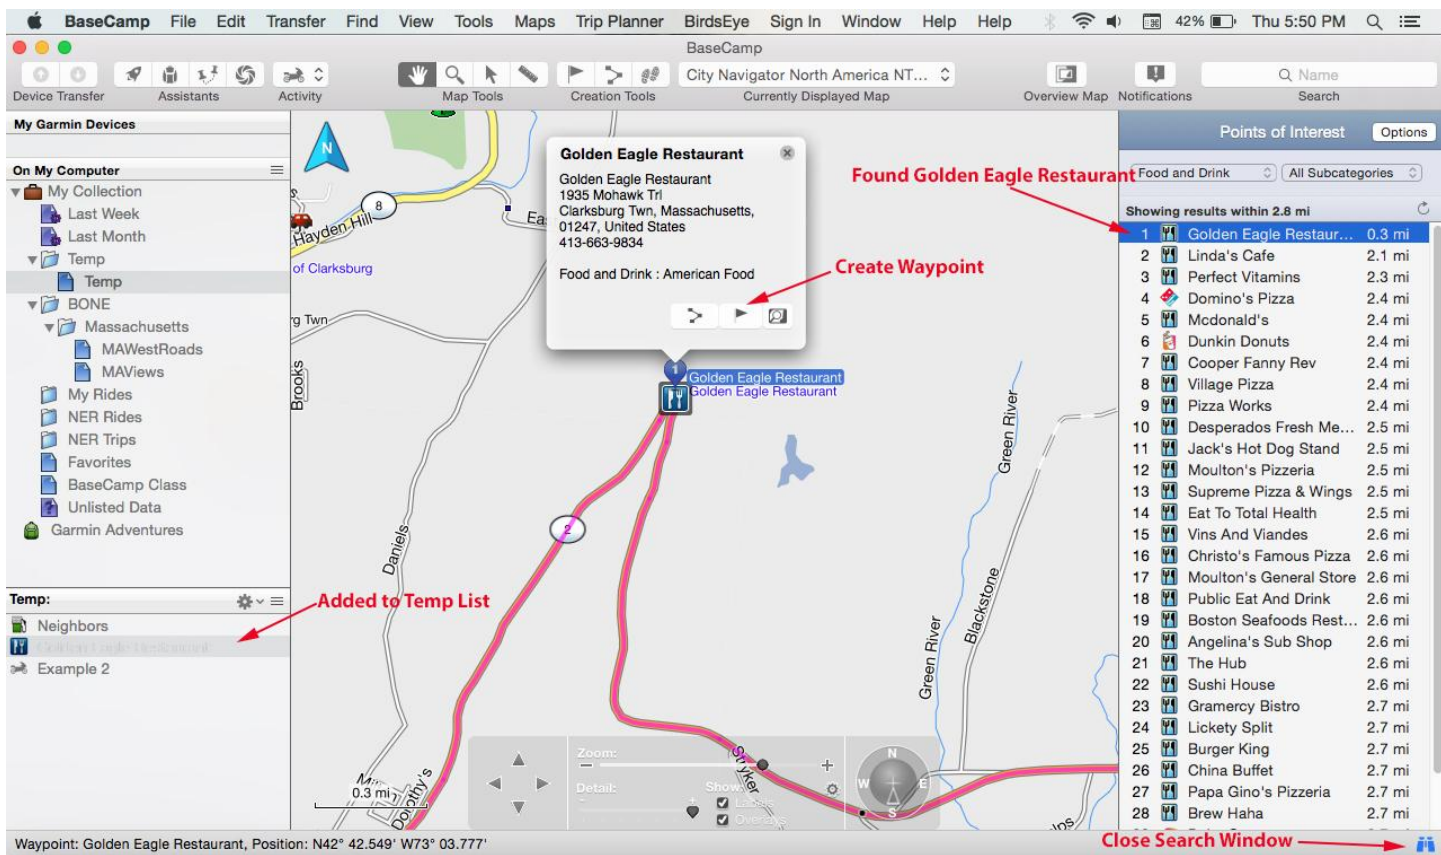 BaseCamp File Edit Transfer Find View Tools Maps Trip Planner BirdsEye Sign In Window Help Help 42% Thu 5:50 PM
BaseCamp
City Navigator North America NT...
Name
Device Transfer Assistants Activity Map Tools Creation Tools Currently Displayed Map Overview Map Notifications Search
My Garmin Devices
On My Computer
My Collection
Last Week
Last Month
Temp
Temp
BONE
Massachusetts
MAWestRoads
MAViews
My Rides
NER Rides
NER Trips
Favorites
BaseCamp Class
Unlisted Data
Garmin Adventures
Temp:
Neighbors
Golden Eagle Restaurant
Example 2
Added to Temp List
N
8
Hayden Hill
of Clarksburg
rg Twn
Brooks
Eas
Golden Eagle Restaurant
Golden Eagle Restaurant
1935 Mohawk Trl
Clarksburg Twn, Massachusetts,
01247, United States
413-663-9834
Food and Drink : American Food
Create Waypoint
Found Golden Eagle Restaurant
1
Golden Eagle Restaurant
Golden Eagle Restaurant
2
Daniels
Green River
Green River
Blackstone
Stryker
Dorothy's
0.3 mi
Zoom:
Detail:
Show:
Labels
Overlays
N
W E
S
Points of Interest Options
Food and Drink All Subcategories
Showing results within 2.8 mi
1 Golden Eagle Restaur... 0.3 mi
2 Linda's Cafe 2.1 mi
3 Perfect Vitamins 2.3 mi
4 Domino's Pizza 2.4 mi
5 Mcdonald's 2.4 mi
6 Dunkin Donuts 2.4 mi
7 Cooper Fanny Rev 2.4 mi
8 Village Pizza 2.4 mi
9 Pizza Works 2.4 mi
10 Desperados Fresh Me... 2.5 mi
11 Jack's Hot Dog Stand 2.5 mi
12 Moulton's Pizzeria 2.5 mi
13 Supreme Pizza & Wings 2.5 mi
14 Eat To Total Health 2.5 mi
15 Vins And Viandes 2.6 mi
16 Christo's Famous Pizza 2.6 mi
17 Moulton's General Store 2.6 mi
18 Public Eat And Drink 2.6 mi
19 Boston Seafoods Rest... 2.6 mi
20 Angelina's Sub Shop 2.6 mi
21 The Hub 2.6 mi
22 Sushi House 2.6 mi
23 Gramercy Bistro 2.7 mi
24 Lickety Split 2.7 mi
25 Burger King 2.7 mi
26 China Buffet 2.7 mi
27 Papa Gino's Pizzeria 2.7 mi
28 Brew Haha 2.7 mi
Close Search Window
Waypoint: Golden Eagle Restaurant, Position: N42° 42.549' W73° 03.777'